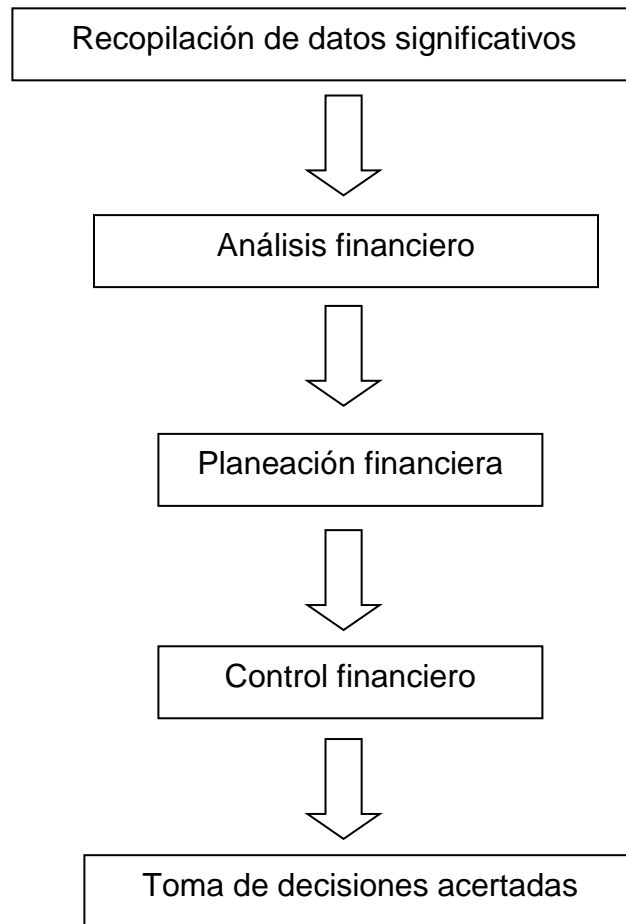 Recopilación de datos significativos
Análisis financiero
Planeación financiera
Control financiero
Toma de decisiones acertadas